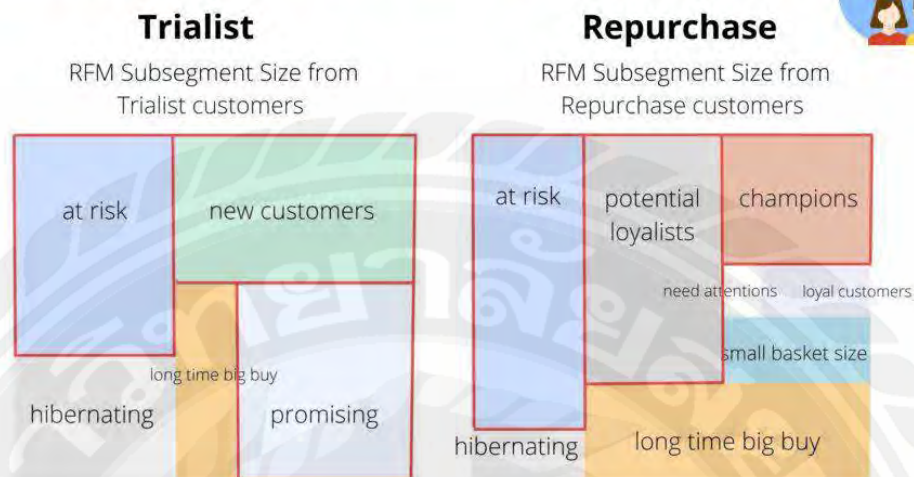 Trialist
RFM Subsegment Size from
Trialist customers
at risk
new customers
long time big buy
hibernating
promising
Repurchase
RFM Subsegment Size from
Repurchase customers
at risk
potential
loyalists
champions
need attentions
loyal customers
small basket size
hibernating
long time big buy